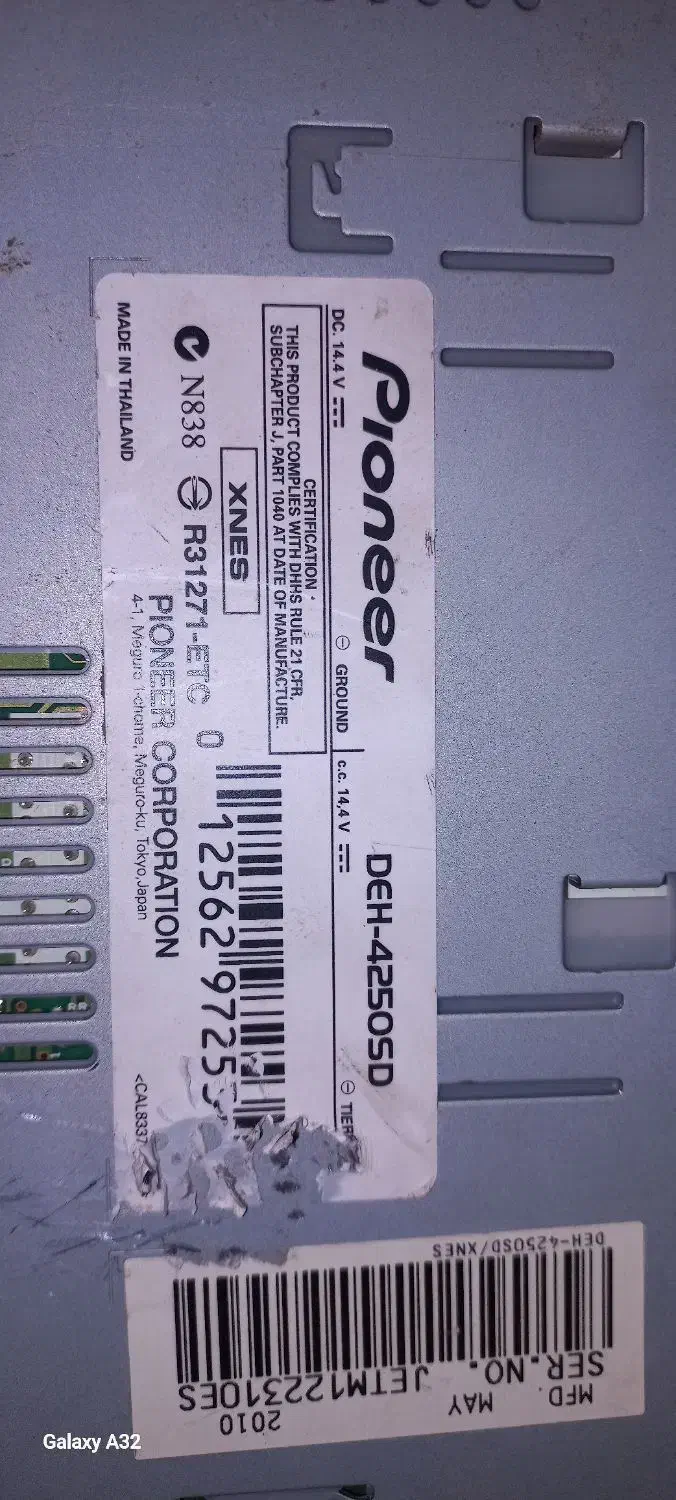 Pioneer DEH-4250SD
DC. 14.4 V ⎓ ⊖ GROUND
c.c. 14,4 V ⎓ ⊖
CERTIFICATION
THIS PRODUCT COMPLIES WITH DHHS RULE 21 CFR,
SUBCHAPTER J, PART 1040 AT DATE OF MANUFACTURE.
XNES
N838 R31271-ETC
0 12562 9725
PIONEER CORPORATION
4-1, Meguro 1-chome, Meguro-ku, Tokyo,Japan
MADE IN THAILAND
<CAL8337
DEH-4250SD/XNES
SER.NO. JETM122310ES
MFD. MAY 2010
Galaxy A32